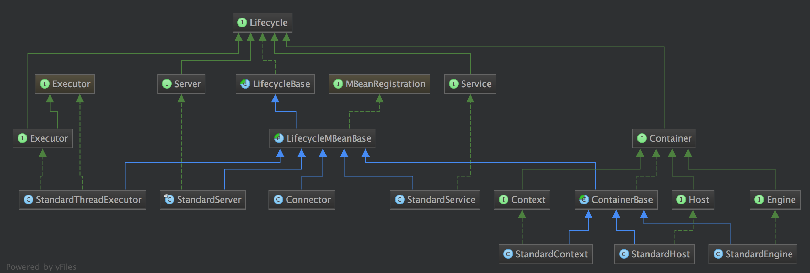 Lifecycle
Executor
Server
LifecycleBase
MBeanRegistration
Service
Executor
LifecycleMBeanBase
Container
StandardThreadExecutor
StandardServer
Connector
StandardService
Context
ContainerBase
Host
Engine
StandardContext
StandardHost
StandardEngine
Powered by yFiles